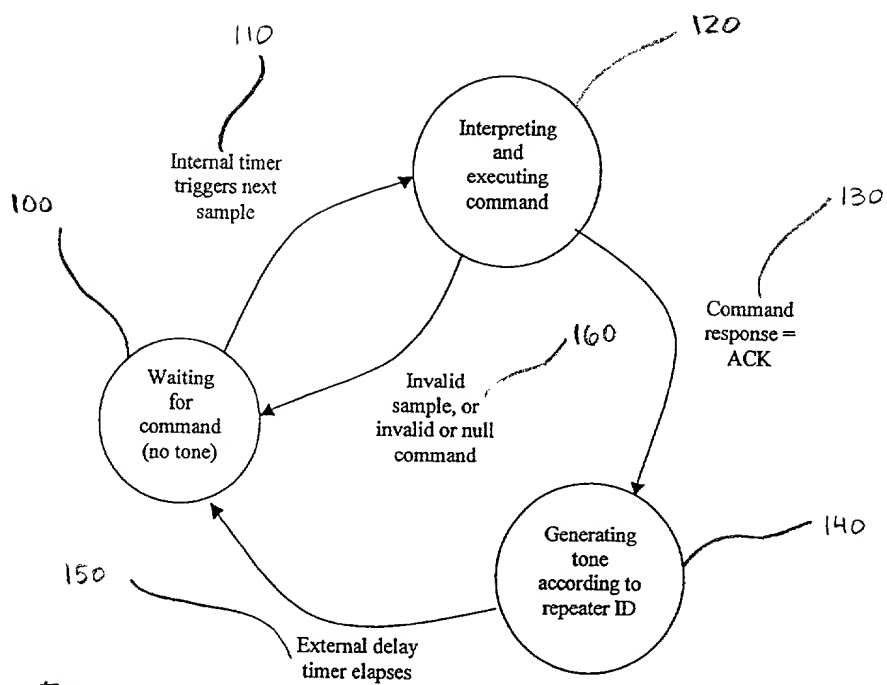 110
120
Interpreting
and
executing
command
Internal timer
triggers next
sample
100
130
Command
response =
ACK
160
Waiting
for
command
(no tone)
Invalid
sample, or
invalid or null
command
Generating
tone
according to
repeater ID
140
150
External delay
timer elapses